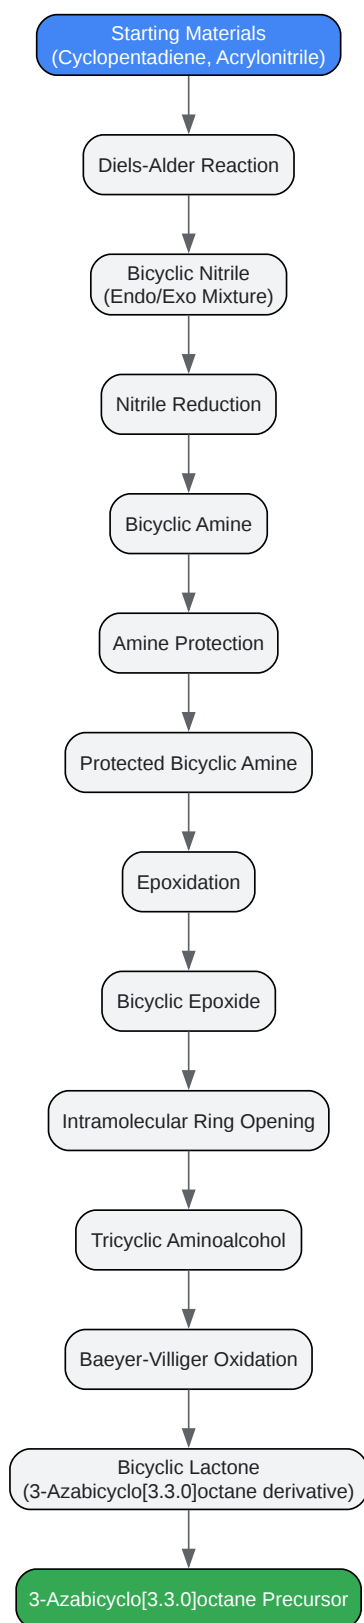 Starting Materials
(Cyclopentadiene, Acrylonitrile)
Diels-Alder Reaction
Bicyclic Nitrile
(Endo/Exo Mixture)
Nitrile Reduction
Bicyclic Amine
Amine Protection
Protected Bicyclic Amine
Epoxidation
Bicyclic Epoxide
Intramolecular Ring Opening
Tricyclic Aminoalcohol
Baeyer-Villiger Oxidation
Bicyclic Lactone
(3-Azabicyclo[3.3.0]octane derivative)
3-Azabicyclo[3.3.0]octane Precursor